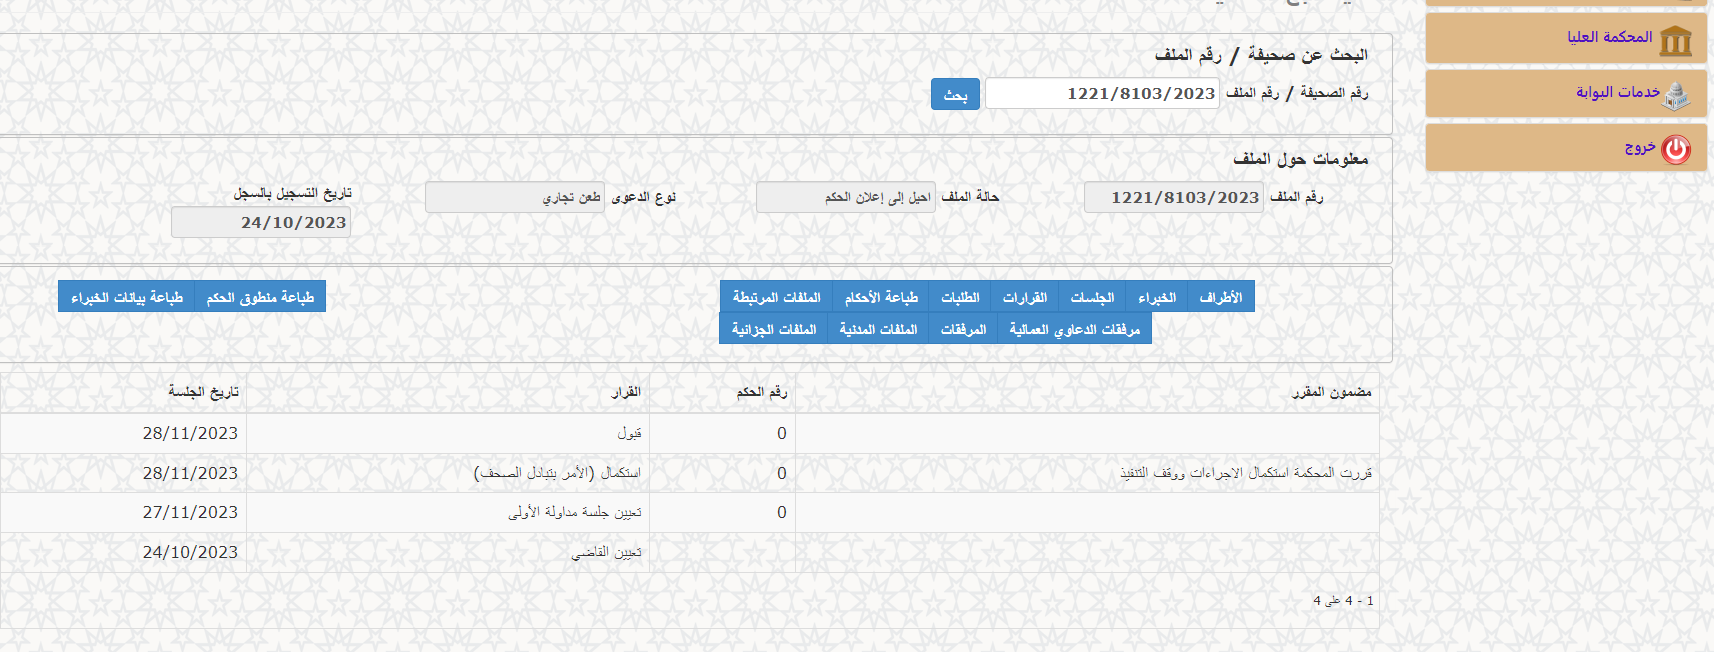 المحكمة العليا
خدمات البوابة
خروج
البحث عن صحيفة / رقم الملف
رقم الصحيفة / رقم الملف 1221/8103/2023 بحث
معلومات حول الملف
رقم الملف 1221/8103/2023 حالة الملف احيل إلى إعلان الحكم نوع الدعوى طعن تجاري تاريخ التسجيل بالسجل
24/10/2023
الأطراف الخبراء الجلسات القرارات الطلبات طباعة الأحكام الملفات المرتبطة طباعة منطوق الحكم طباعة بيانات الخبراء
مرفقات الدعاوي العمالية المرفقات الملفات المدنية الملفات الجزائية
مضمون المقرر رقم الحكم القرار تاريخ الجلسة
0 قبول 28/11/2023
قررت المحكمة استكمال الاجراءات ووقف التنفيذ 0 استكمال (الأمر بتبادل الصحف) 28/11/2023
0 تعيين جلسة مداولة الأولى 27/11/2023
تعيين القاضي 24/10/2023
1 - 4 على 4